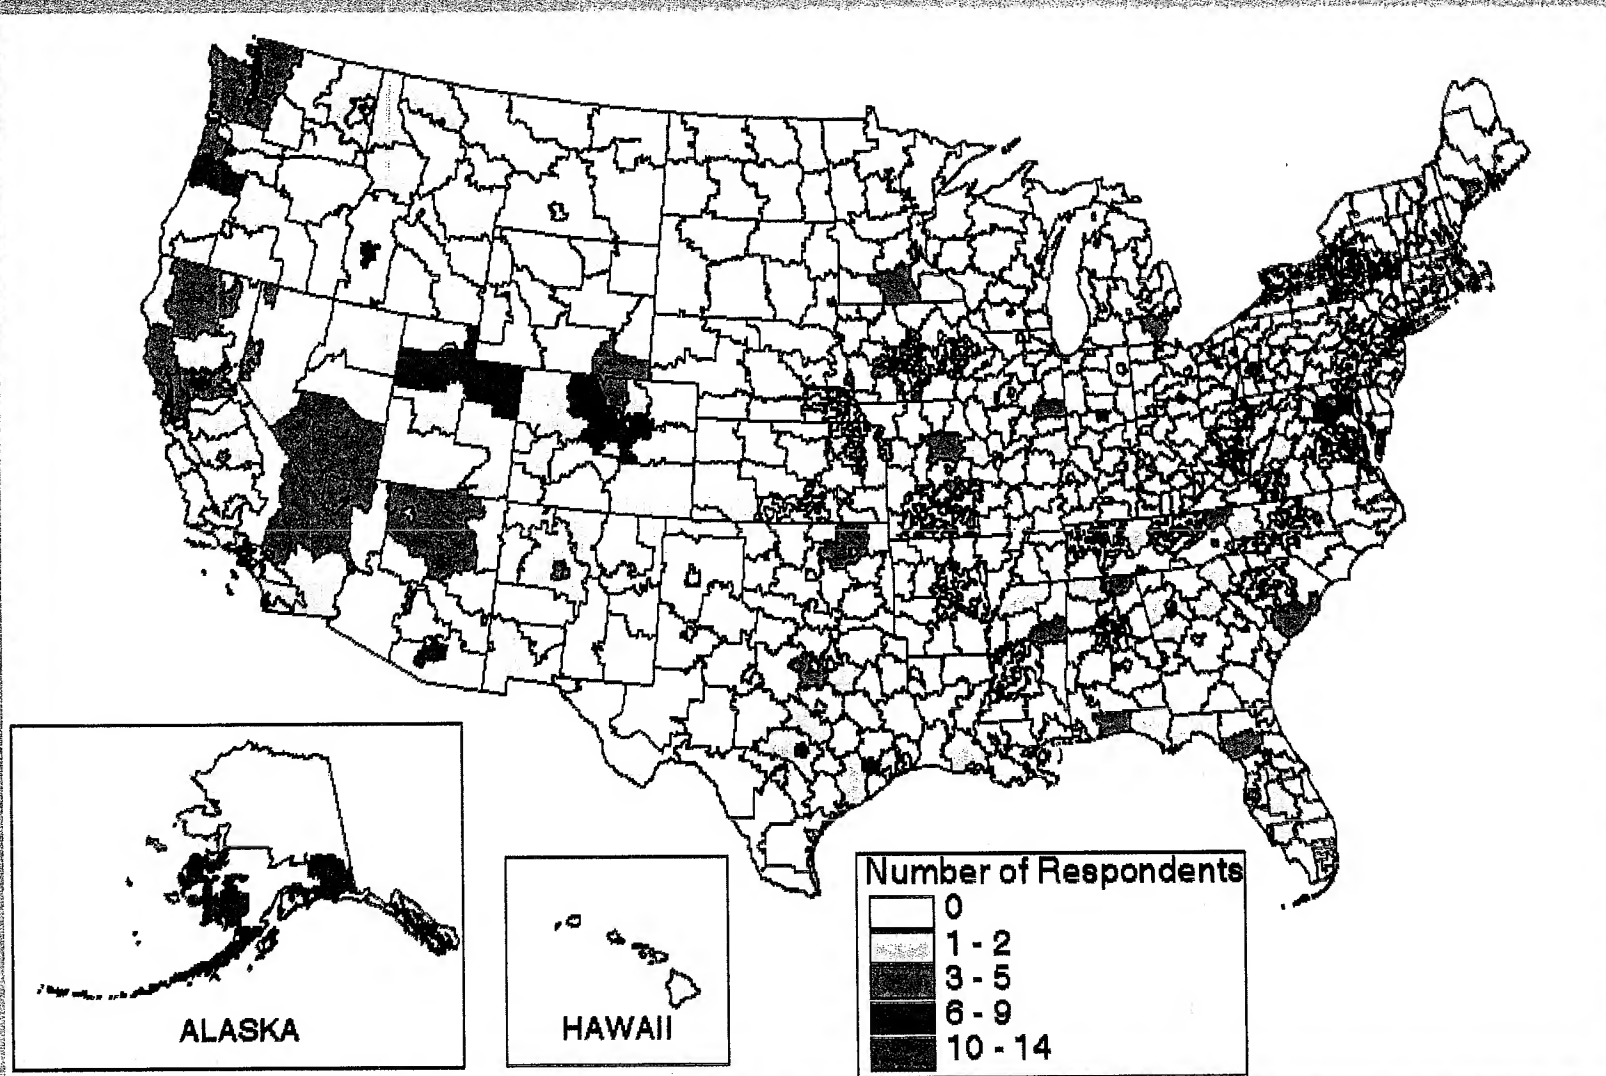 Number of Respondents
0
1 - 2
3 - 5
6 - 9
10 - 14
ALASKA
HAWAII